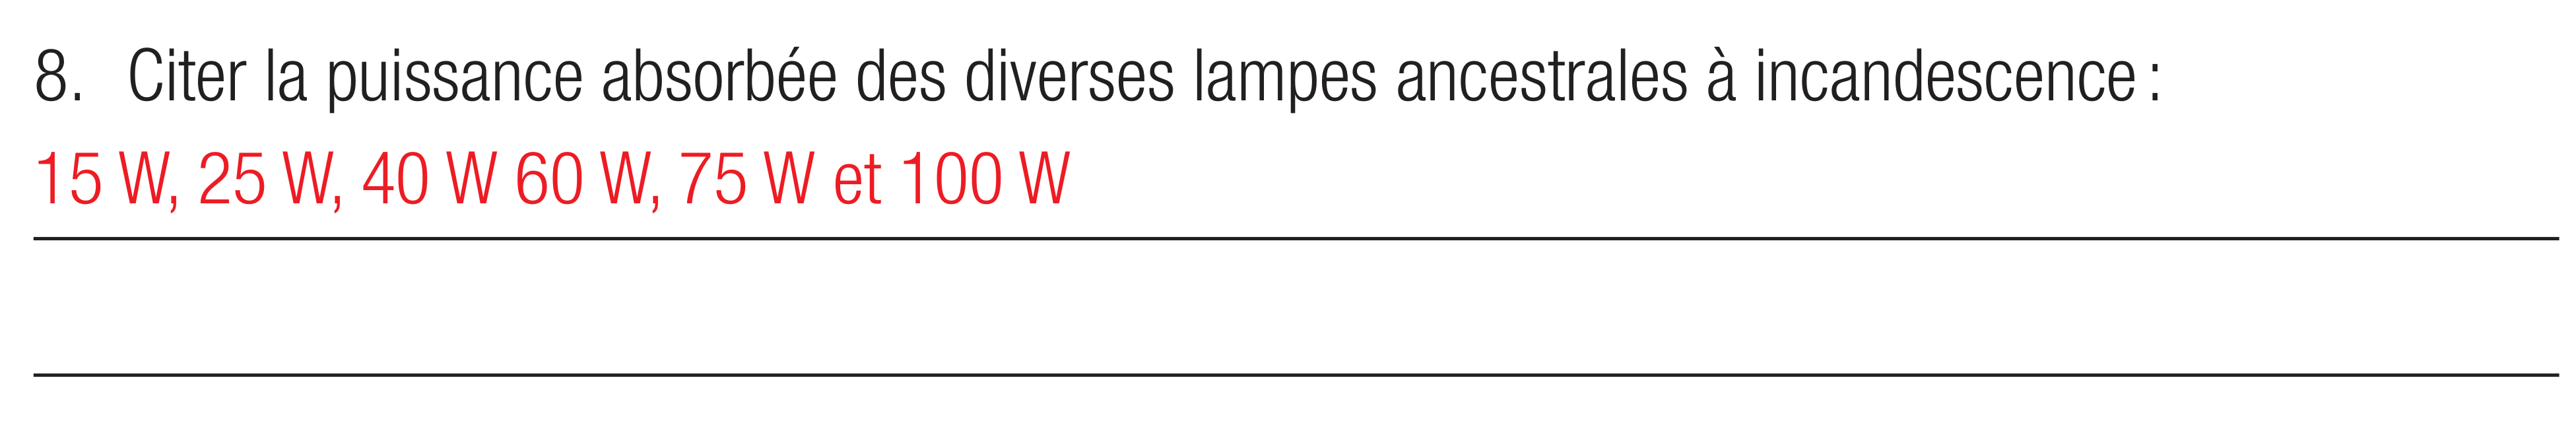 8. Citer la puissance absorbée des diverses lampes ancestrales à incandescence :
15 W, 25 W, 40 W 60 W, 75 W et 100 W